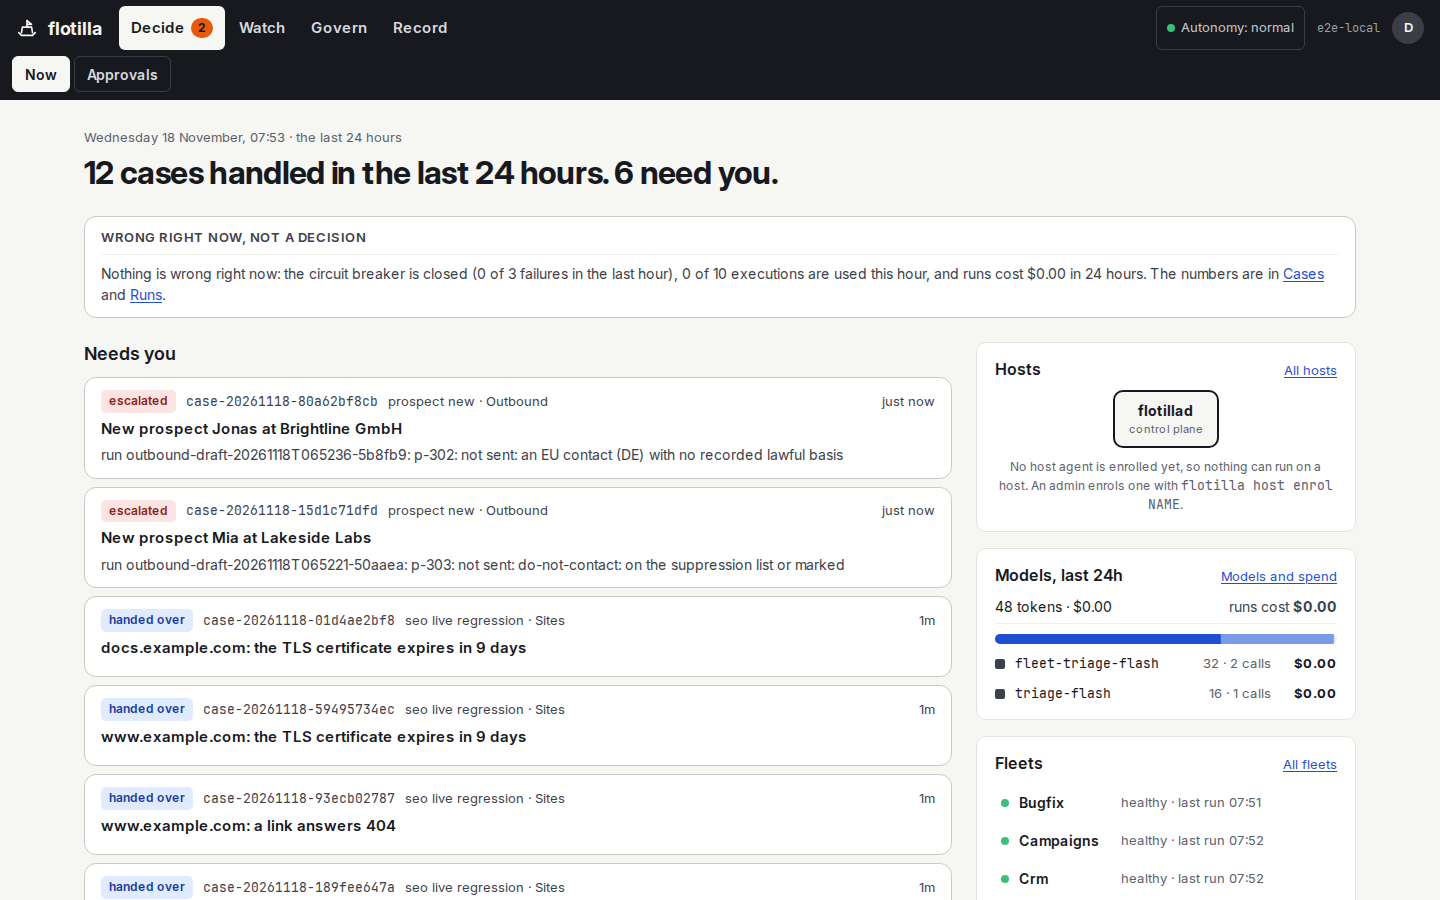 flotilla
Decide 2
Watch
Govern
Record
Autonomy: normal
e2e-local
D
Now
Approvals
Wednesday 18 November, 07:53 · the last 24 hours
12 cases handled in the last 24 hours. 6 need you.
WRONG RIGHT NOW, NOT A DECISION
Nothing is wrong right now: the circuit breaker is closed (0 of 3 failures in the last hour), 0 of 10 executions are used this hour, and runs cost $0.00 in 24 hours. The numbers are in Cases
and Runs.
Needs you
escalated case-20261118-80a62bf8cb prospect new · Outbound just now
New prospect Jonas at Brightline GmbH
run outbound-draft-20261118T065236-5b8fb9: p-302: not sent: an EU contact (DE) with no recorded lawful basis
escalated case-20261118-15d1c71dfd prospect new · Outbound just now
New prospect Mia at Lakeside Labs
run outbound-draft-20261118T065221-50aaea: p-303: not sent: do-not-contact: on the suppression list or marked
handed over case-20261118-01d4ae2bf8 seo live regression · Sites 1m
docs.example.com: the TLS certificate expires in 9 days
handed over case-20261118-59495734ec seo live regression · Sites 1m
www.example.com: the TLS certificate expires in 9 days
handed over case-20261118-93ecb02787 seo live regression · Sites 1m
www.example.com: a link answers 404
handed over case-20261118-189fee647a seo live regression · Sites 1m
Hosts All hosts
flotillad
control plane
No host agent is enrolled yet, so nothing can run on a
host. An admin enrols one with flotilla host enrol
NAME.
Models, last 24h Models and spend
48 tokens · $0.00 runs cost $0.00
fleet-triage-flash 32 · 2 calls $0.00
triage-flash 16 · 1 calls $0.00
Fleets All fleets
Bugfix healthy · last run 07:51
Campaigns healthy · last run 07:52
Crm healthy · last run 07:52